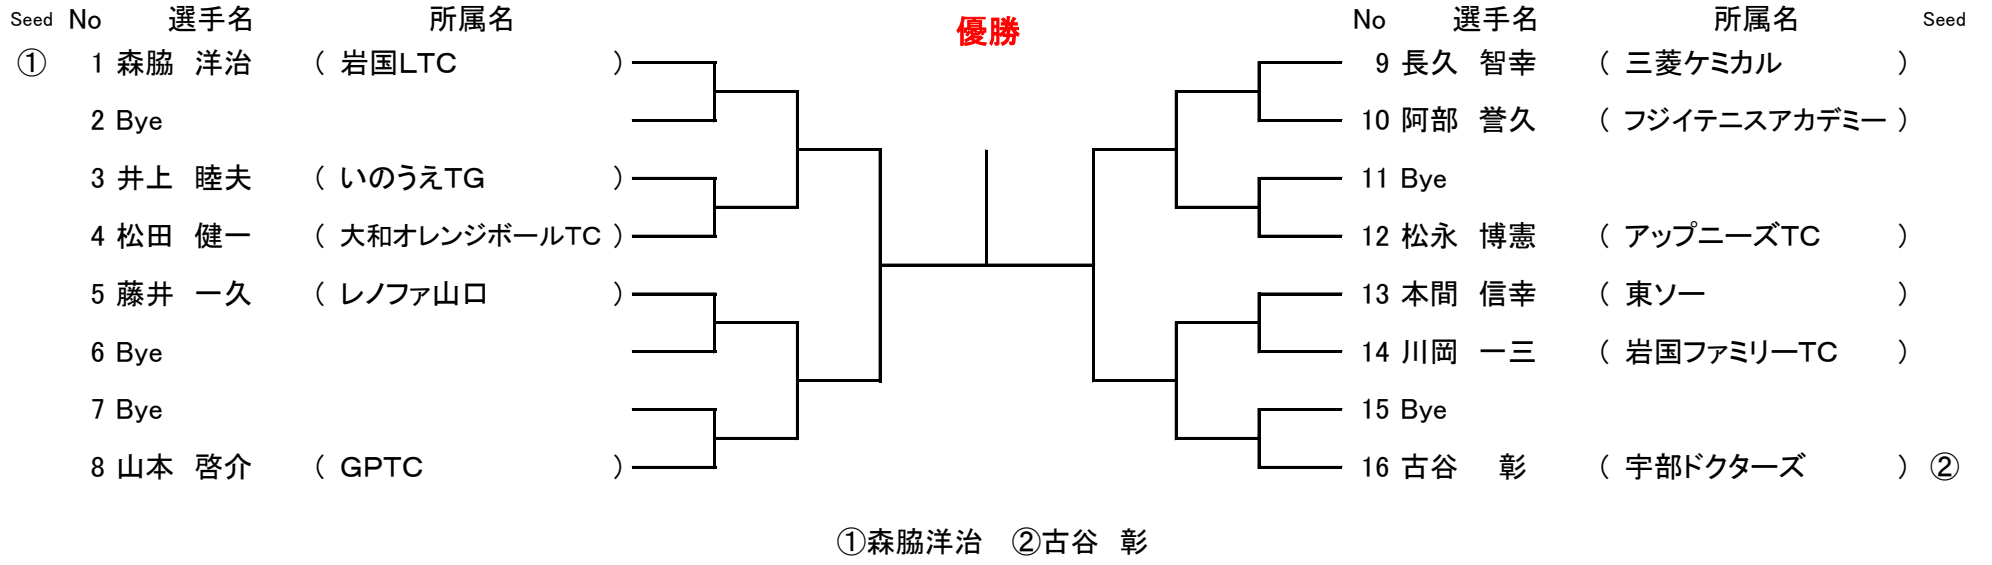 Seed No 選手名 所属名 優勝 No 選手名 所属名 Seed
① 1 森脇 洋治 ( 岩国LTC ) 9 長久 智幸 ( 三菱ケミカル )
2 Bye 10 阿部 誉久 ( フジイテニスアカデミー )
3 井上 睦夫 ( いのうえTG ) 11 Bye
4 松田 健一 ( 大和オレンジボールTC ) 12 松永 博憲 ( アップニーズTC )
5 藤井 一久 ( レノファ山口 ) 13 本間 信幸 ( 東ソー )
6 Bye 14 川岡 一三 ( 岩国ファミリーTC )
7 Bye 15 Bye
8 山本 啓介 ( GPTC ) 16 古谷 彰 ( 宇部ドクターズ ) ②
①森脇洋治 ②古谷 彰